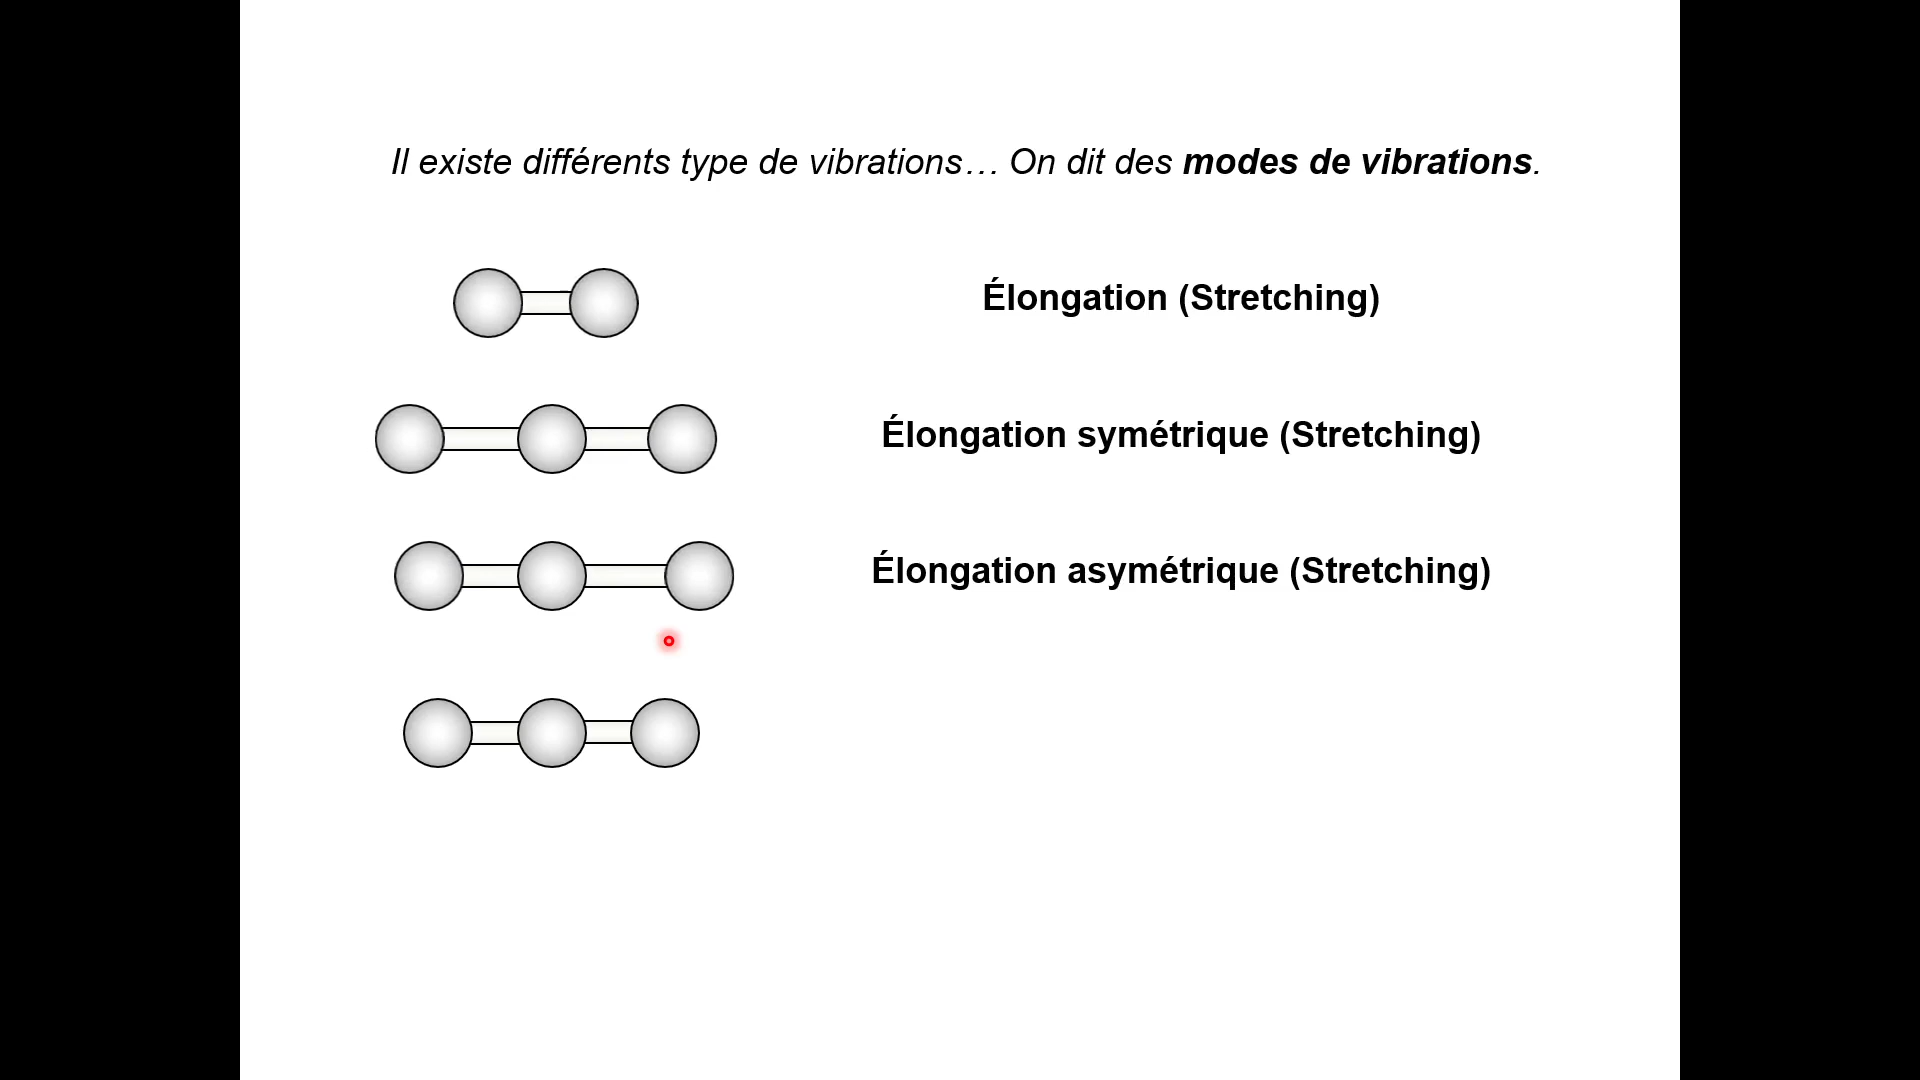 Il existe différents type de vibrations… On dit des modes de vibrations.
Élongation (Stretching)
Élongation symétrique (Stretching)
Élongation asymétrique (Stretching)